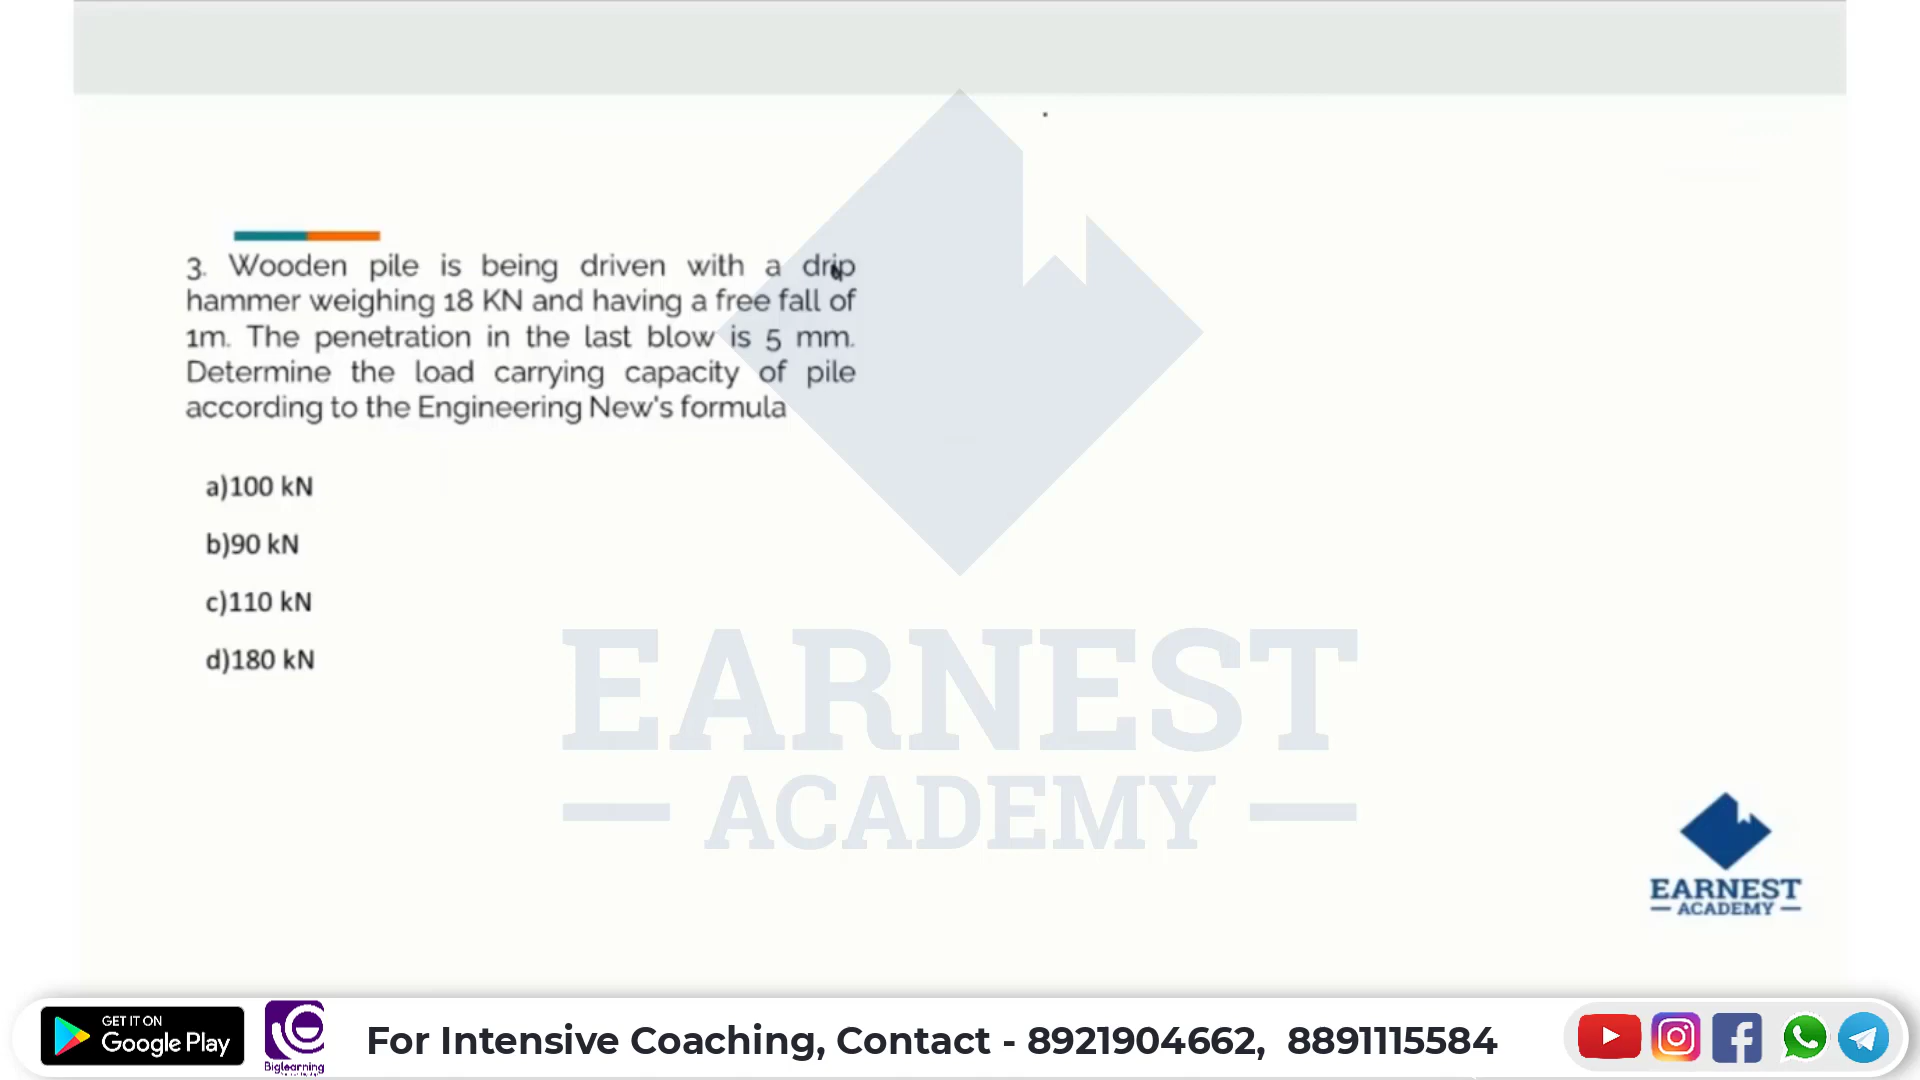 3. Wooden pile is being driven with a drip
hammer weighing 18 KN and having a free fall of
1m. The penetration in the last blow is 5 mm.
Determine the load carrying capacity of pile
according to the Engineering New's formula
a)100 kN
b)90 kN
c)110 kN
d)180 kN
EARNEST
ACADEMY
EARNEST
ACADEMY
GET IT ON
Google Play
Biglearning
For Intensive Coaching, Contact - 8921904662, 8891115584